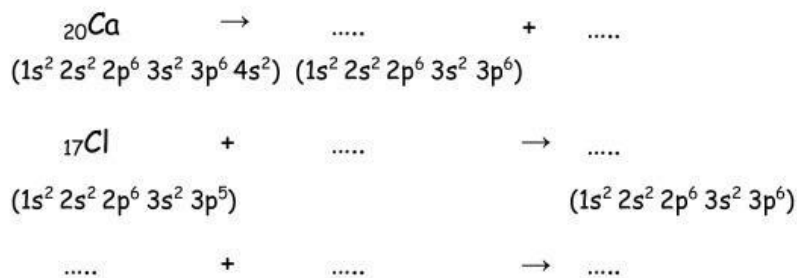 ₂₀Ca → ..... + .....
(1s² 2s² 2p⁶ 3s² 3p⁶ 4s²) (1s² 2s² 2p⁶ 3s² 3p⁶)
₁₇Cl + ..... → .....
(1s² 2s² 2p⁶ 3s² 3p⁵) (1s² 2s² 2p⁶ 3s² 3p⁶)
..... + ..... → .....